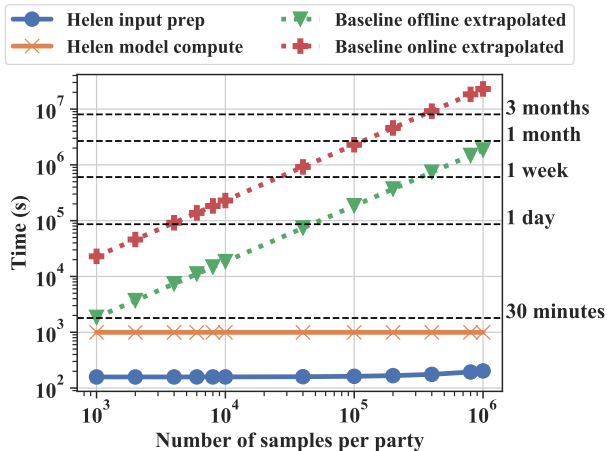 Helen input prep
Helen model compute
Baseline offline extrapolated
Baseline online extrapolated
Time (s)
10^7
10^6
10^5
10^4
10^3
10^2
3 months
1 month
1 week
1 day
30 minutes
10^3
10^4
10^5
10^6
Number of samples per party